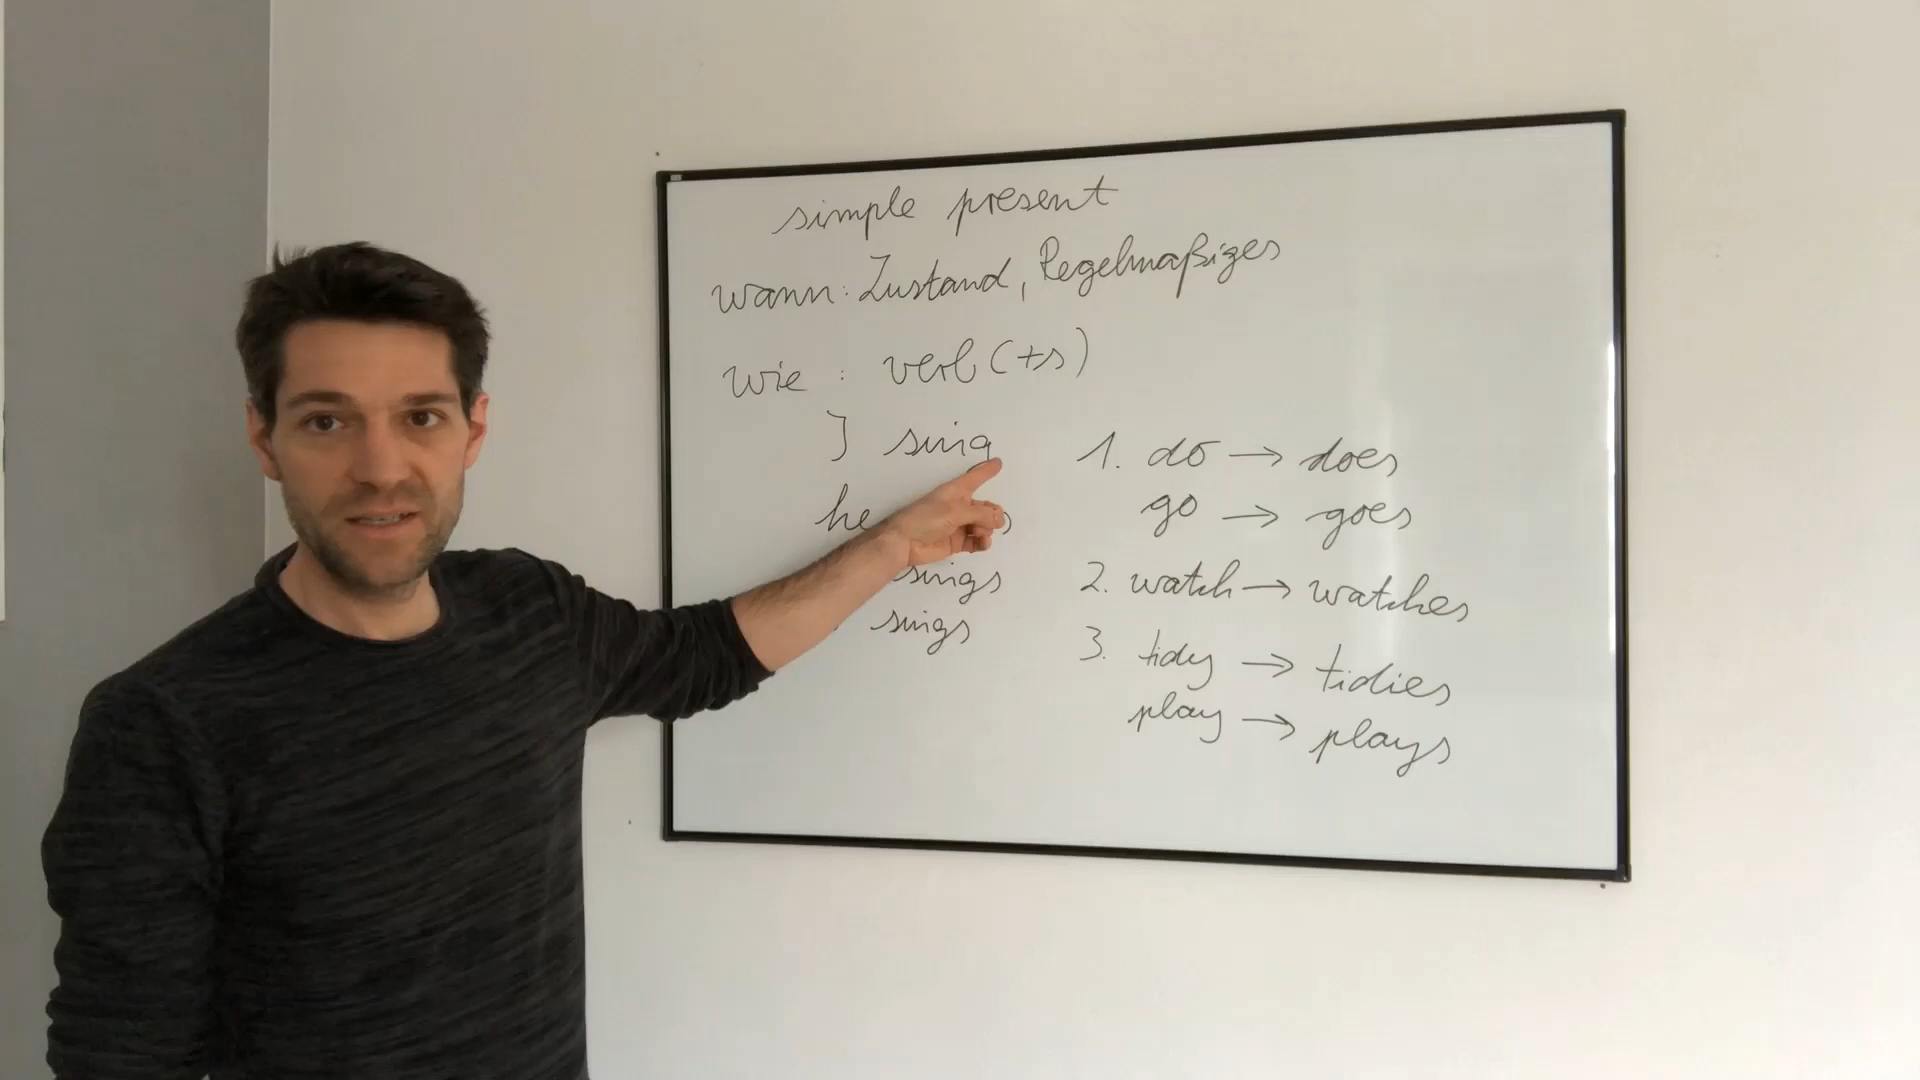 simple present
wann: Zustand, Regelmaßiges
wie : verb (+s)
I sing
he
sings
sings
1. do → does
go → goes
2. watch → watches
3. tidy → tidies
play → plays